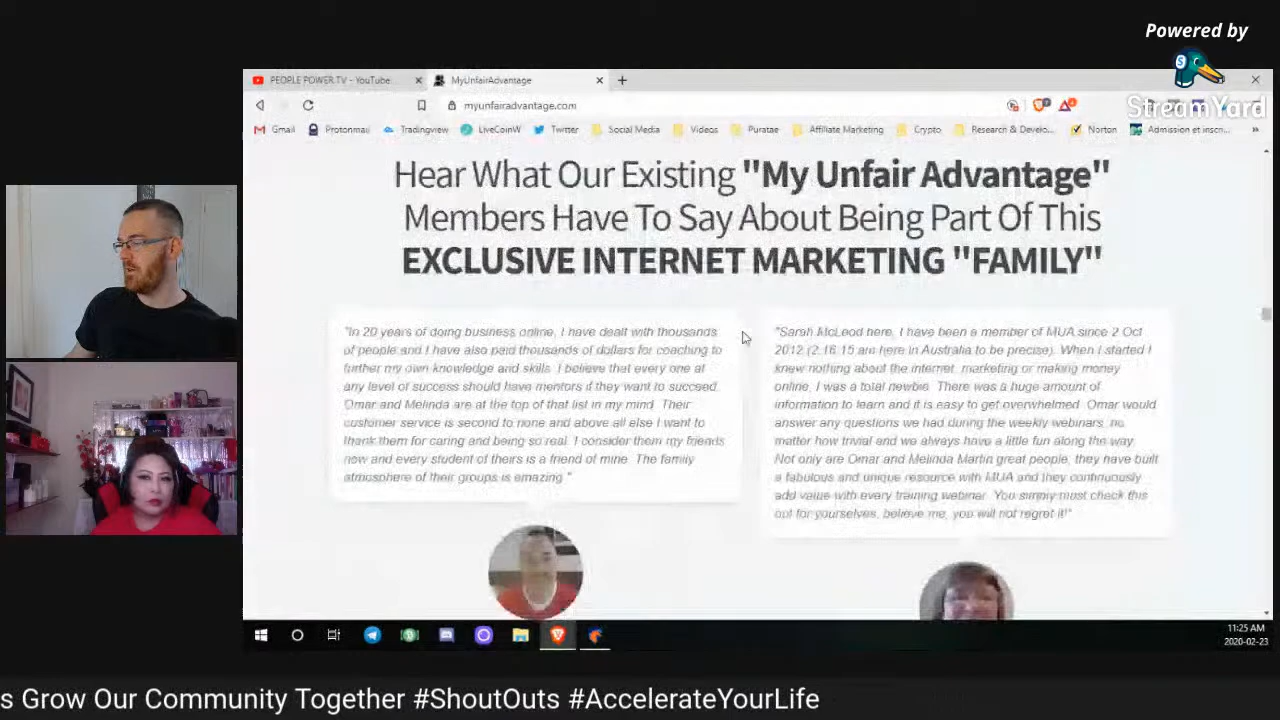 Powered by
StreamYard
PEOPLE POWER TV - YouTube
MyUnfairAdvantage
myunfairadvantage.com
Gmail
Protonmail
Tradingview
LiveCoinW...
Twitter
Social Media
Videos
Puratae
Affiliate Marketing
Crypto
Research & Develo...
Norton
Admission et inscri...
Hear What Our Existing "My Unfair Advantage"
Members Have To Say About Being Part Of This
EXCLUSIVE INTERNET MARKETING "FAMILY"
"In 20 years of doing business online, I have dealt with thousands
of people and I have also paid thousands of dollars for coaching to
further my own knowledge and skills. I believe that every one at
any level of success should have mentors if they want to succeed.
Omar and Melinda are at the top of that list in my mind. Their
customer service is second to none and above all else I want to
thank them for caring and being so real. I consider them my friends
now and every student of theirs is a friend of mine. The family
atmosphere of their groups is amazing."
"Sarah McLeod here, I have been a member of MUA since 2 Oct
2012 (2.16.15 am here in Australia to be precise). When I started I
knew nothing about the internet, marketing or making money
online, I was a total newbie. There was a huge amount of
information to learn and it is easy to get overwhelmed. Omar would
answer any questions we had during the weekly webinars, no
matter how trivial and we always have a little fun along the way.
Not only are Omar and Melinda Martin great people, they have built
a fabulous and unique resource with MUA and they continuously
add value with every training webinar. You simply must check this
out for yourselves, believe me, you will not regret it!"
11:25 AM
2020-02-23
s Grow Our Community Together #ShoutOuts #AccelerateYourLife